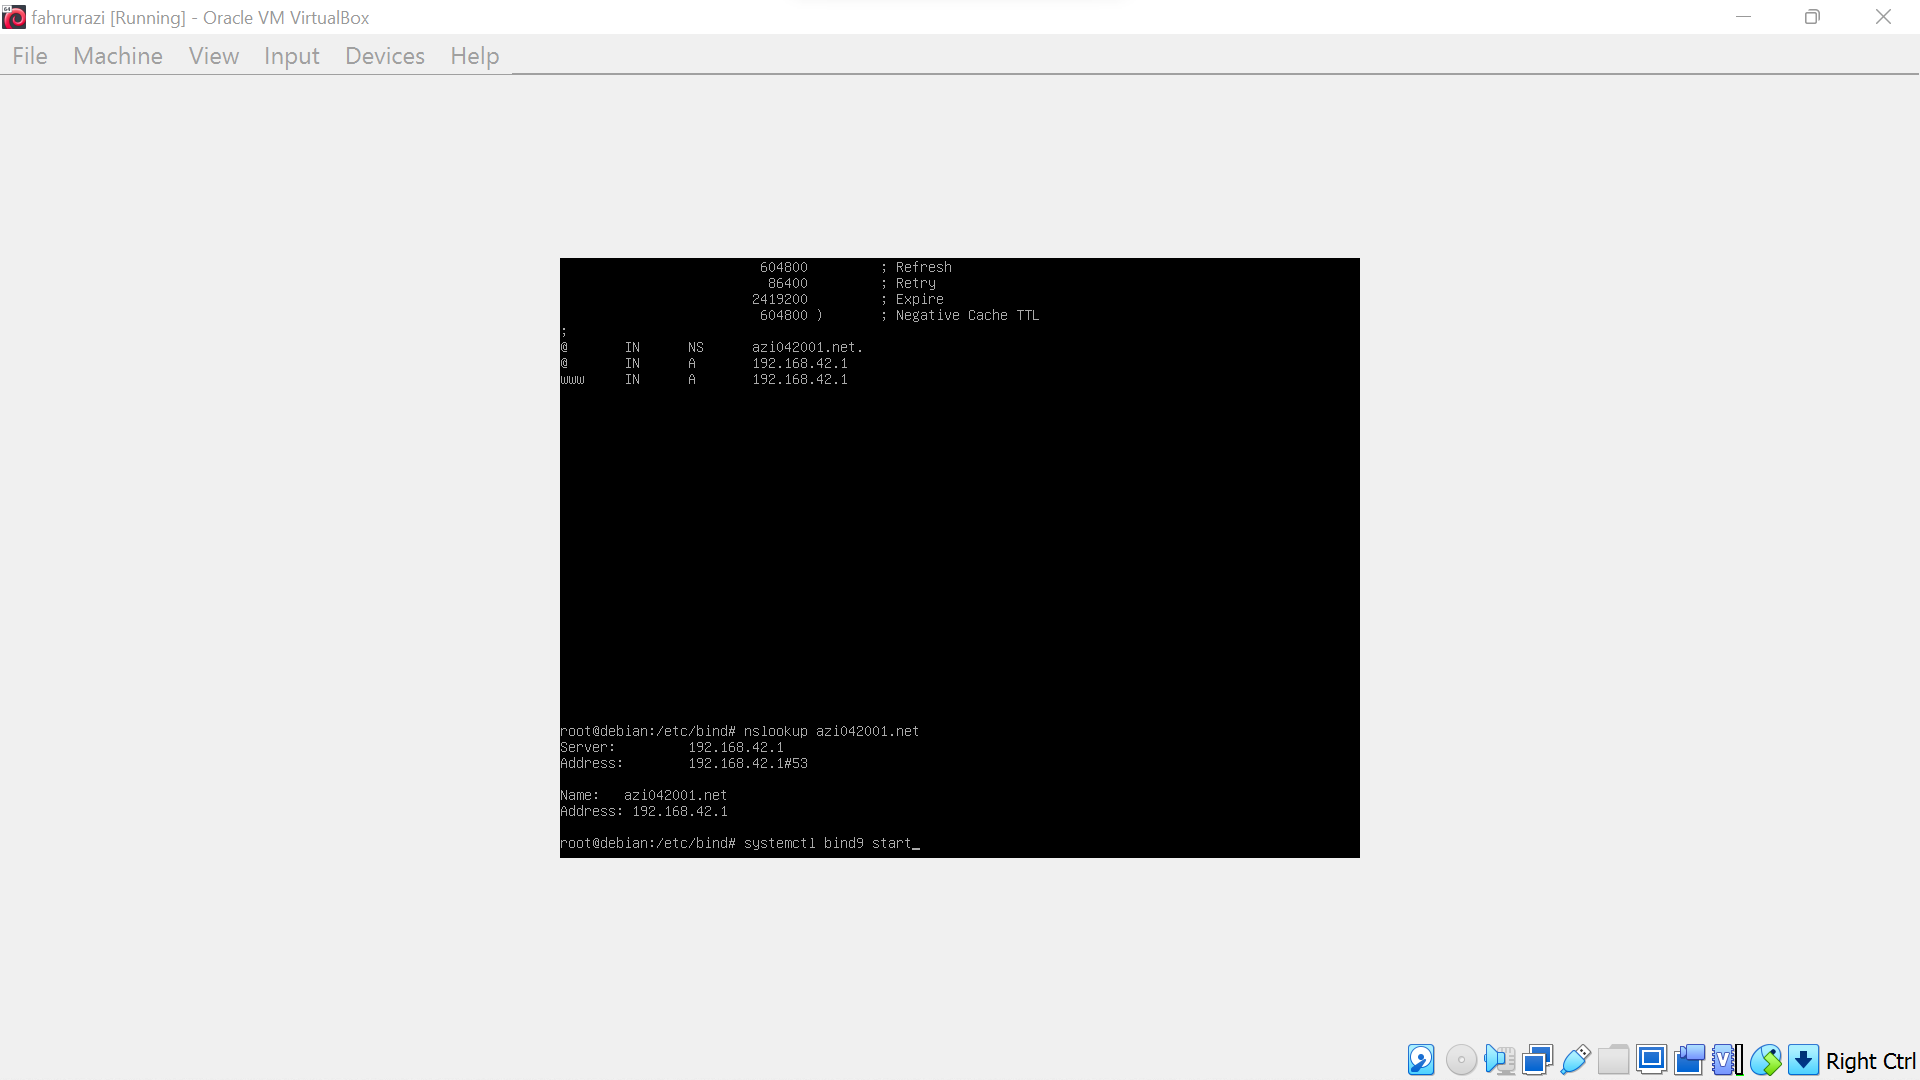 fahrurrazi [Running] - Oracle VM VirtualBox
File Machine View Input Devices Help
604800 ; Refresh
86400 ; Retry
2419200 ; Expire
604800 ) ; Negative Cache TTL
;
@ IN NS azi042001.net.
@ IN A 192.168.42.1
www IN A 192.168.42.1
root@debian:/etc/bind# nslookup azi042001.net
Server: 192.168.42.1
Address: 192.168.42.1#53
Name: azi042001.net
Address: 192.168.42.1
root@debian:/etc/bind# systemctl bind9 start_
Right Ctrl